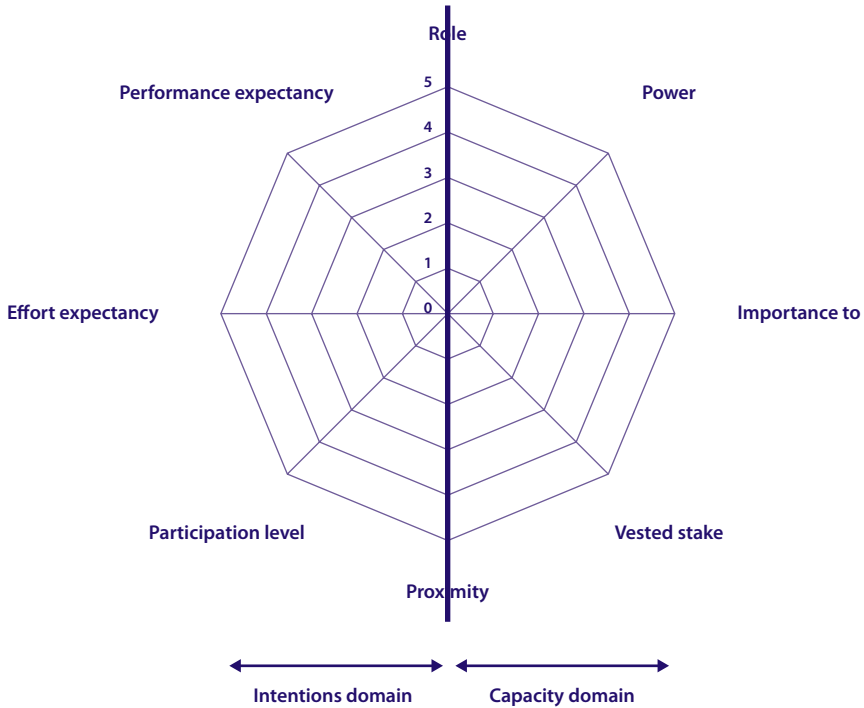 Role
Performance expectancy
Power
5
4
3
2
1
0
Effort expectancy
Importance to
Participation level
Vested stake
Proximity
Intentions domain
Capacity domain